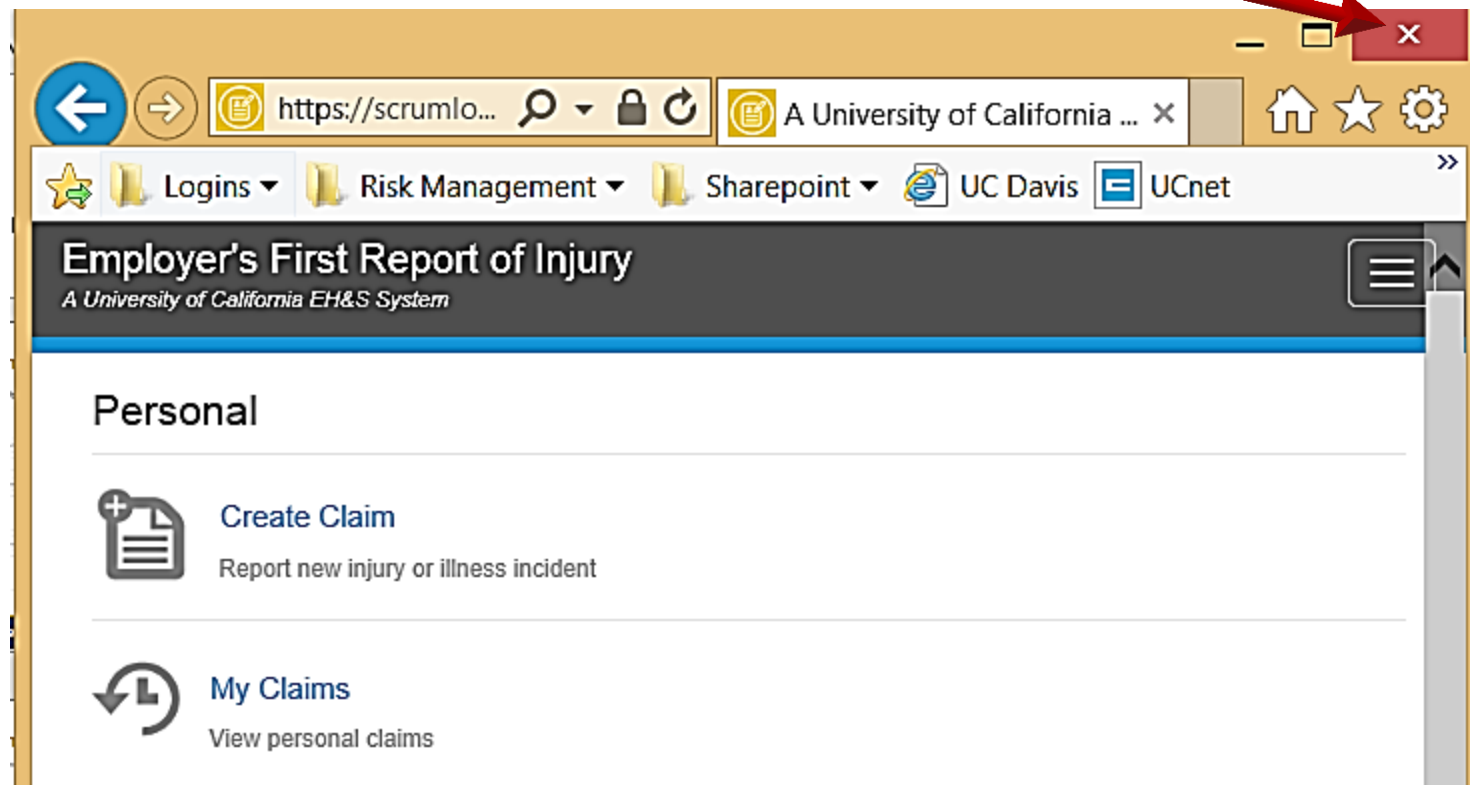 https://scrumlo...
A University of California ...
Logins Risk Management Sharepoint UC Davis UCnet
Employer's First Report of Injury
A University of California EH&S System
Personal
Create Claim
Report new injury or illness incident
My Claims
View personal claims